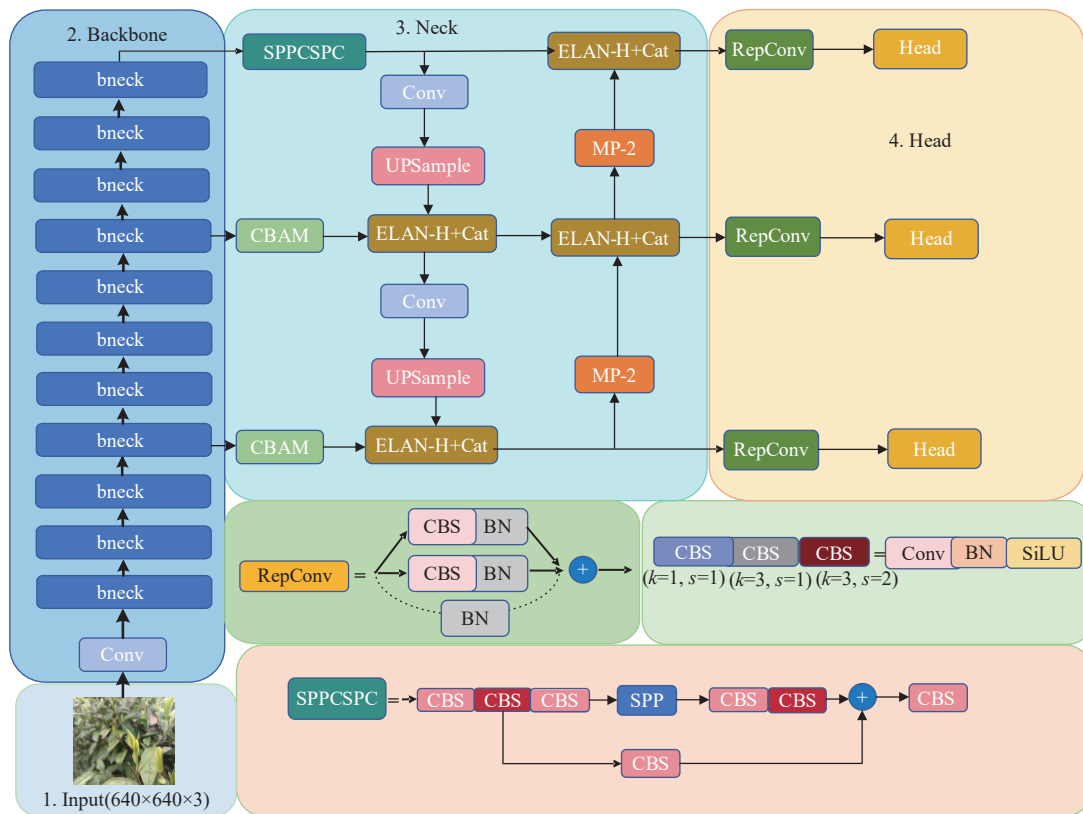 2. Backbone
bneck
bneck
bneck
bneck
bneck
bneck
bneck
bneck
bneck
bneck
bneck
Conv
1. Input(640×640×3)
3. Neck
SPPCSPC
Conv
UPSample
CBAM
ELAN-H+Cat
Conv
UPSample
CBAM
ELAN-H+Cat
ELAN-H+Cat
MP-2
ELAN-H+Cat
MP-2
4. Head
RepConv
Head
RepConv
Head
RepConv
Head
RepConv =
CBS BN
CBS BN
BN
+
CBS CBS CBS = Conv BN SiLU
(k=1, s=1) (k=3, s=1) (k=3, s=2)
SPPCSPC = CBS CBS CBS SPP CBS CBS + CBS
CBS